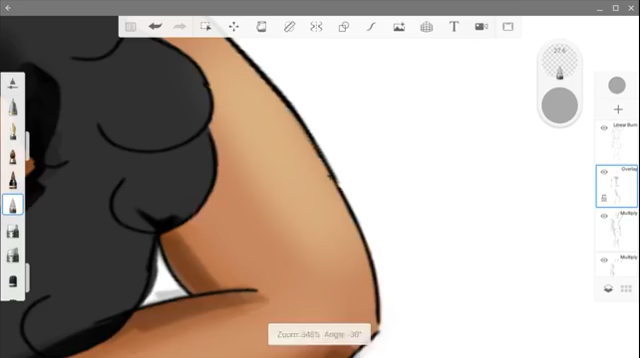 T
27.6
Linear Burn
Overlay
Multiply
Multiply
Zoom:546% Angle:-30°